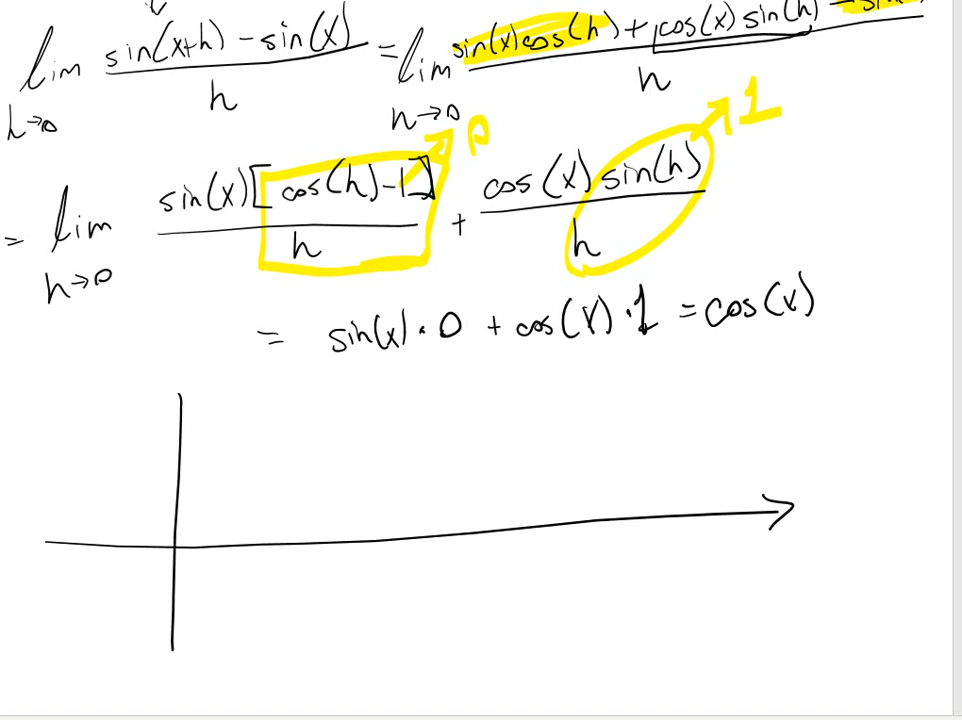 lim h→0 (sin(x+h) - sin(x))/h = lim h→0 (sin(x)cos(h) + cos(x)sin(h) - sin
= lim h→0 sin(x)[cos(h)-1]/h + cos(x)sin(h)/h
0 1
= sin(x)·0 + cos(x)·1 = cos(x)